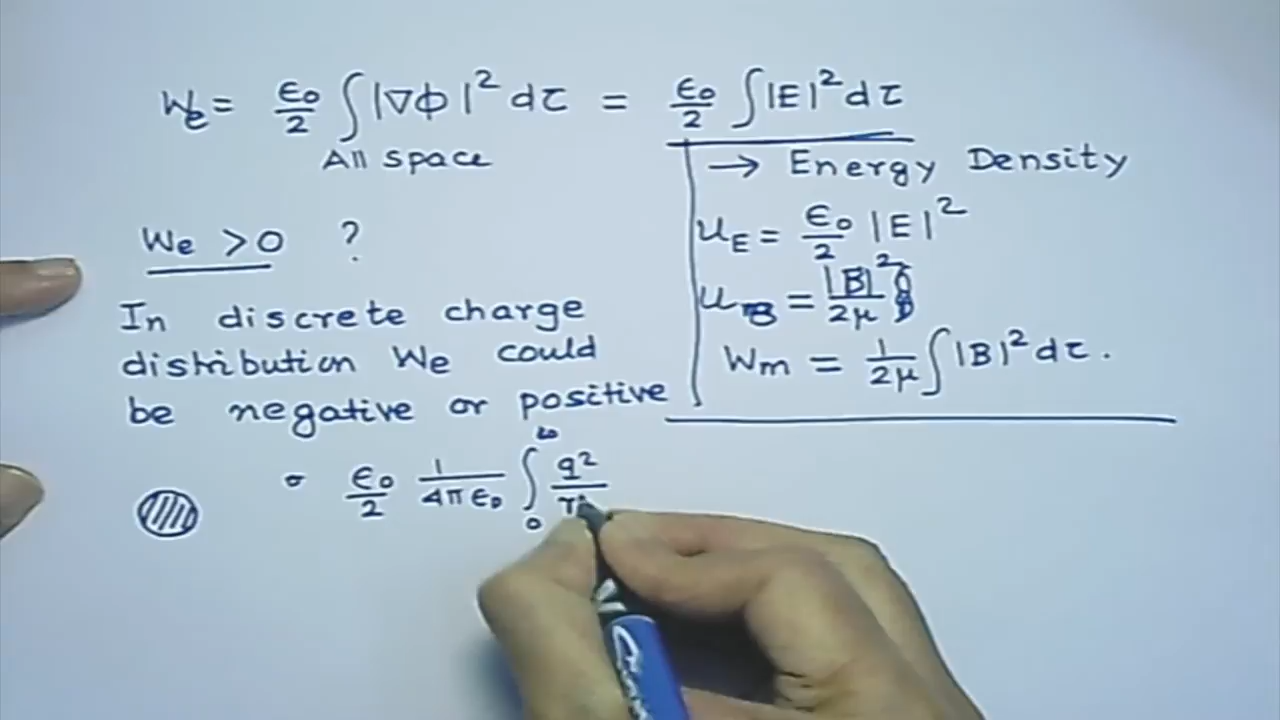 We = ε0/2 ∫ |∇Φ|² dτ = ε0/2 ∫|E|² dτ
All space
→ Energy Density
We > 0 ?
uE = ε0/2 |E|²
uB = |B|²/2μ
In discrete charge
distribution We could
be negative or positive
Wm = 1/2μ ∫|B|² dτ.
ε0/2 1/4πε0 ∫0^∞ q²/r